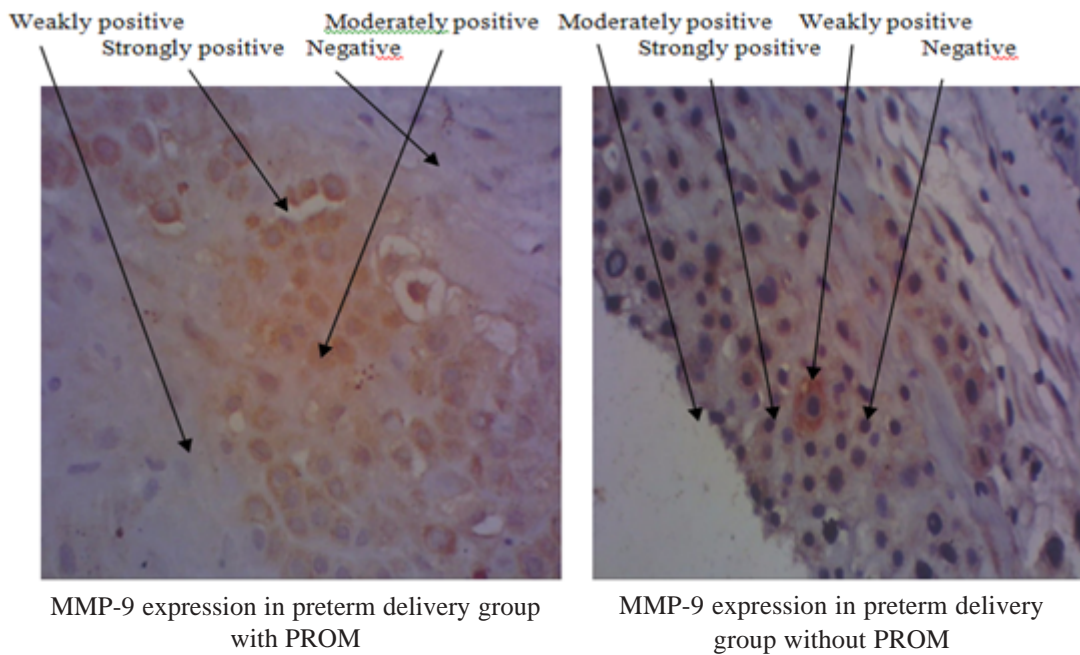 Weakly positive
Strongly positive
Negative
Moderately positive
Moderately positive
Strongly positive
Weakly positive
Negative
MMP-9 expression in preterm delivery group
with PROM
MMP-9 expression in preterm delivery
group without PROM